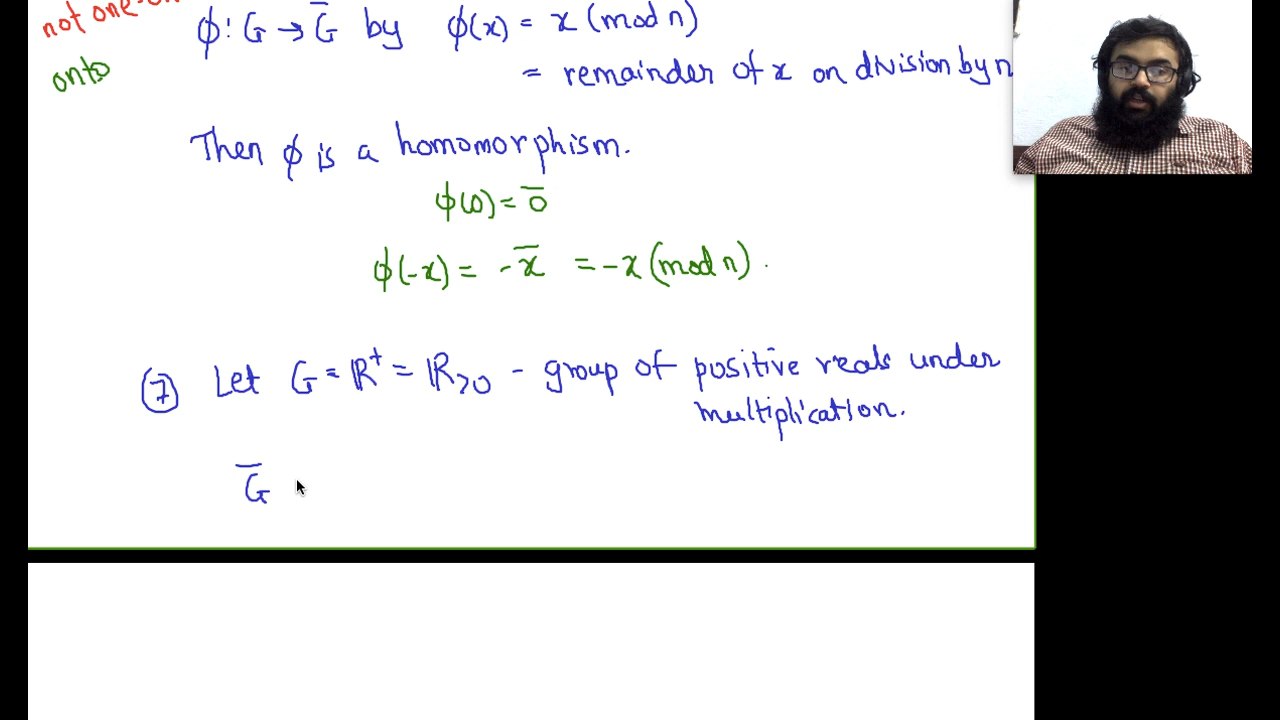 not one-on
φ: G → G̅ by φ(x) = x (mod n)
onto
= remainder of x on division by n
Then φ is a homomorphism.
φ(0) = 0̅
φ(-x) = -x̅ = -x (mod n).
⑦ Let G = ℝ⁺ = ℝ>0 - group of positive reals under
multiplication.
G̅